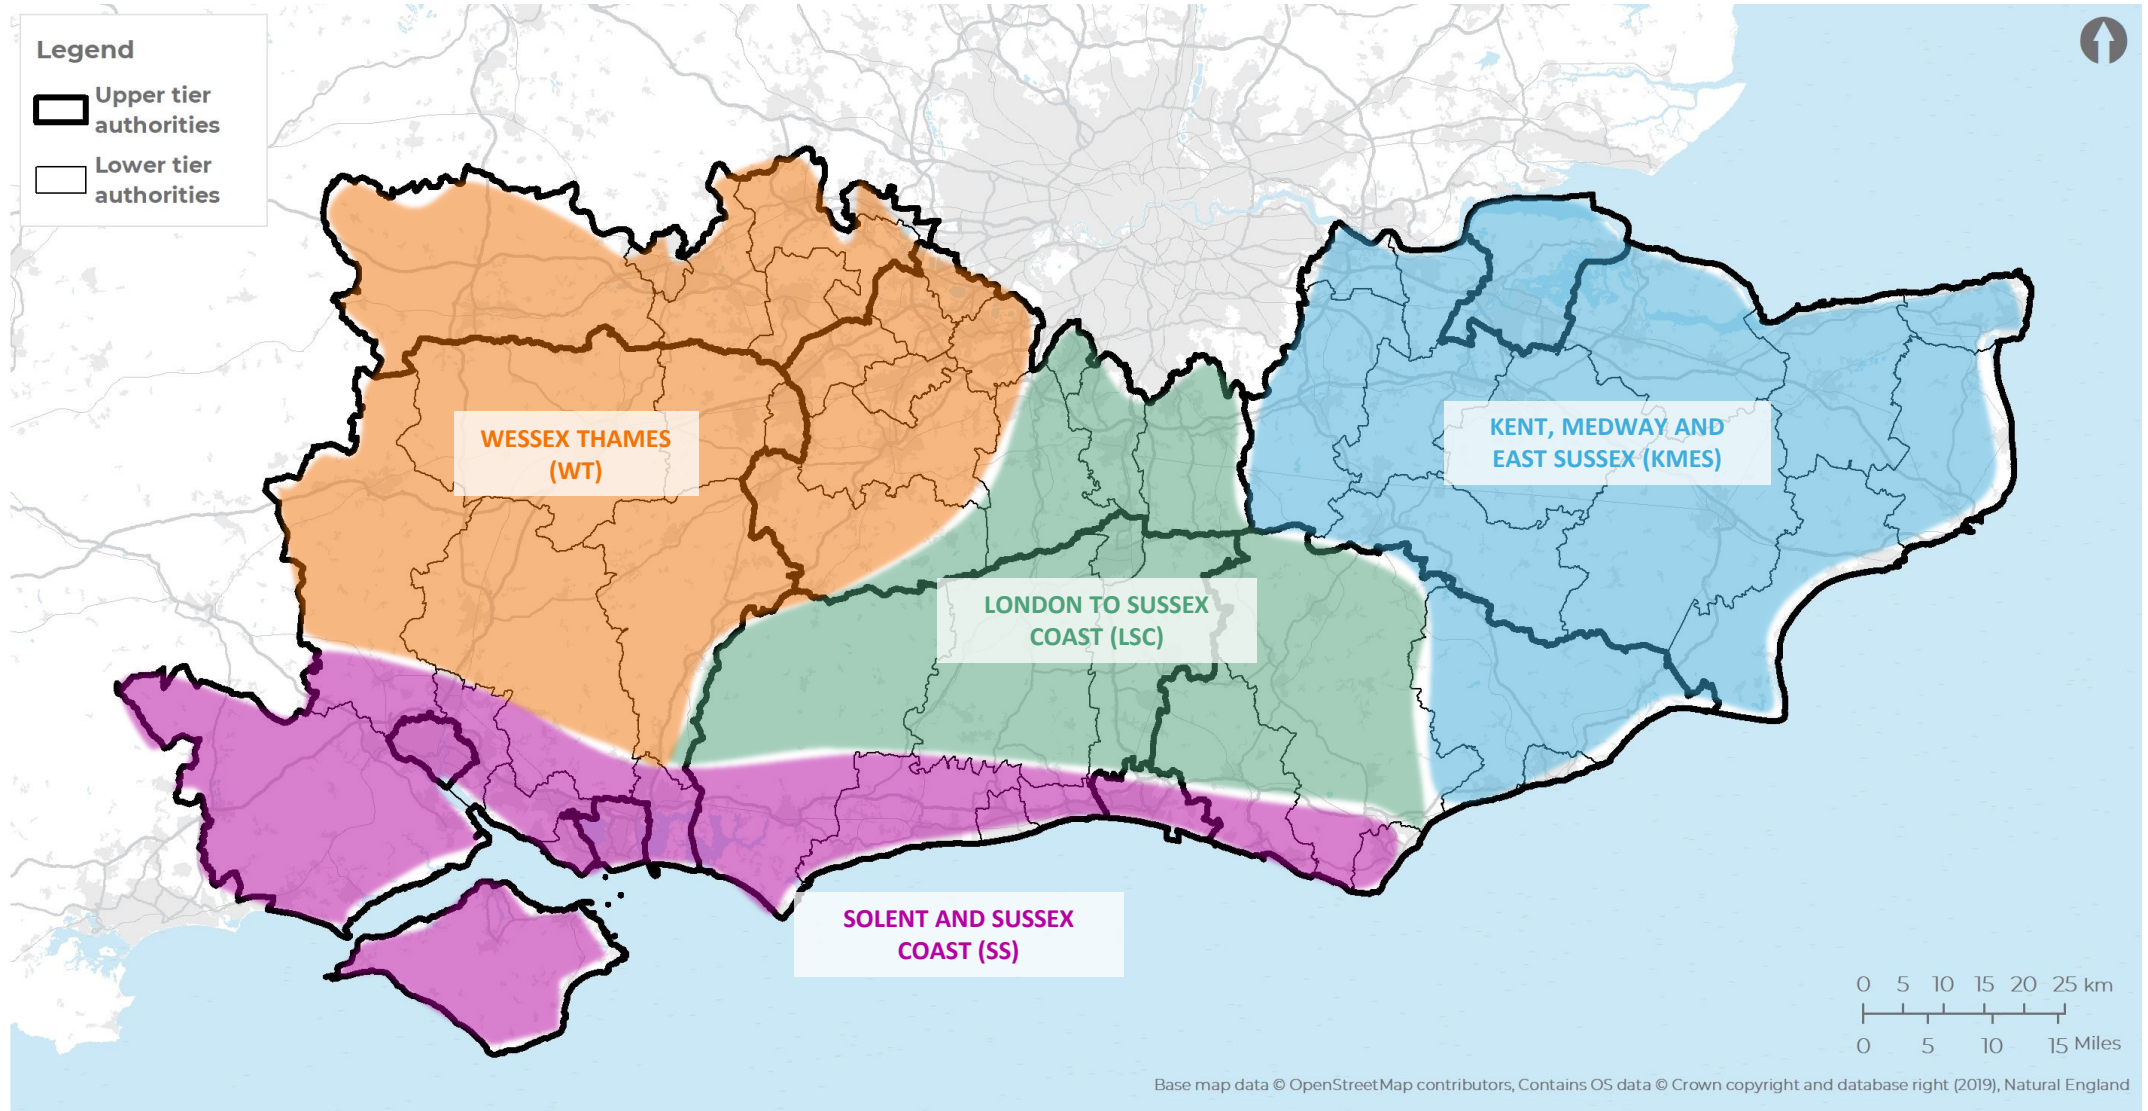 Legend
Upper tier
authorities
Lower tier
authorities
WESSEX THAMES
(WT)
KENT, MEDWAY AND
EAST SUSSEX (KMES)
LONDON TO SUSSEX
COAST (LSC)
SOLENT AND SUSSEX
COAST (SS)
0 5 10 15 20 25 km
0 5 10 15 Miles
Base map data © OpenStreetMap contributors, Contains OS data © Crown copyright and database right (2019), Natural England